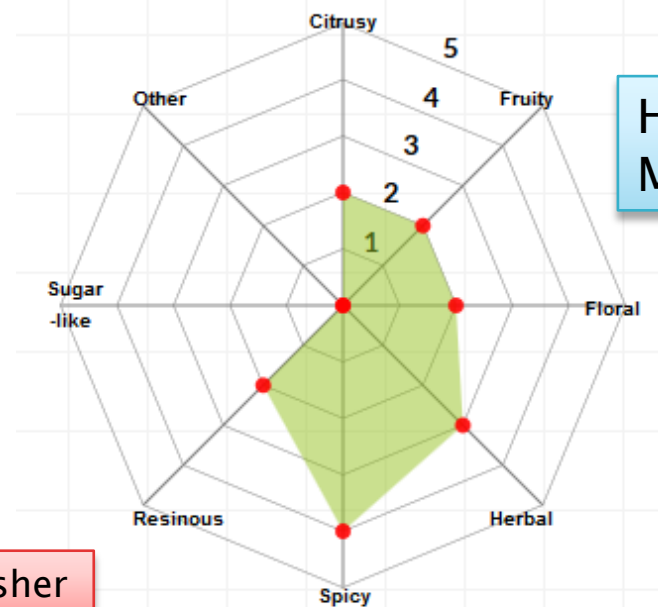 Citrusy
5
Other
4
Fruity
3
2
1
Sugar
-like
Floral
Resinous
Herbal
Spicy